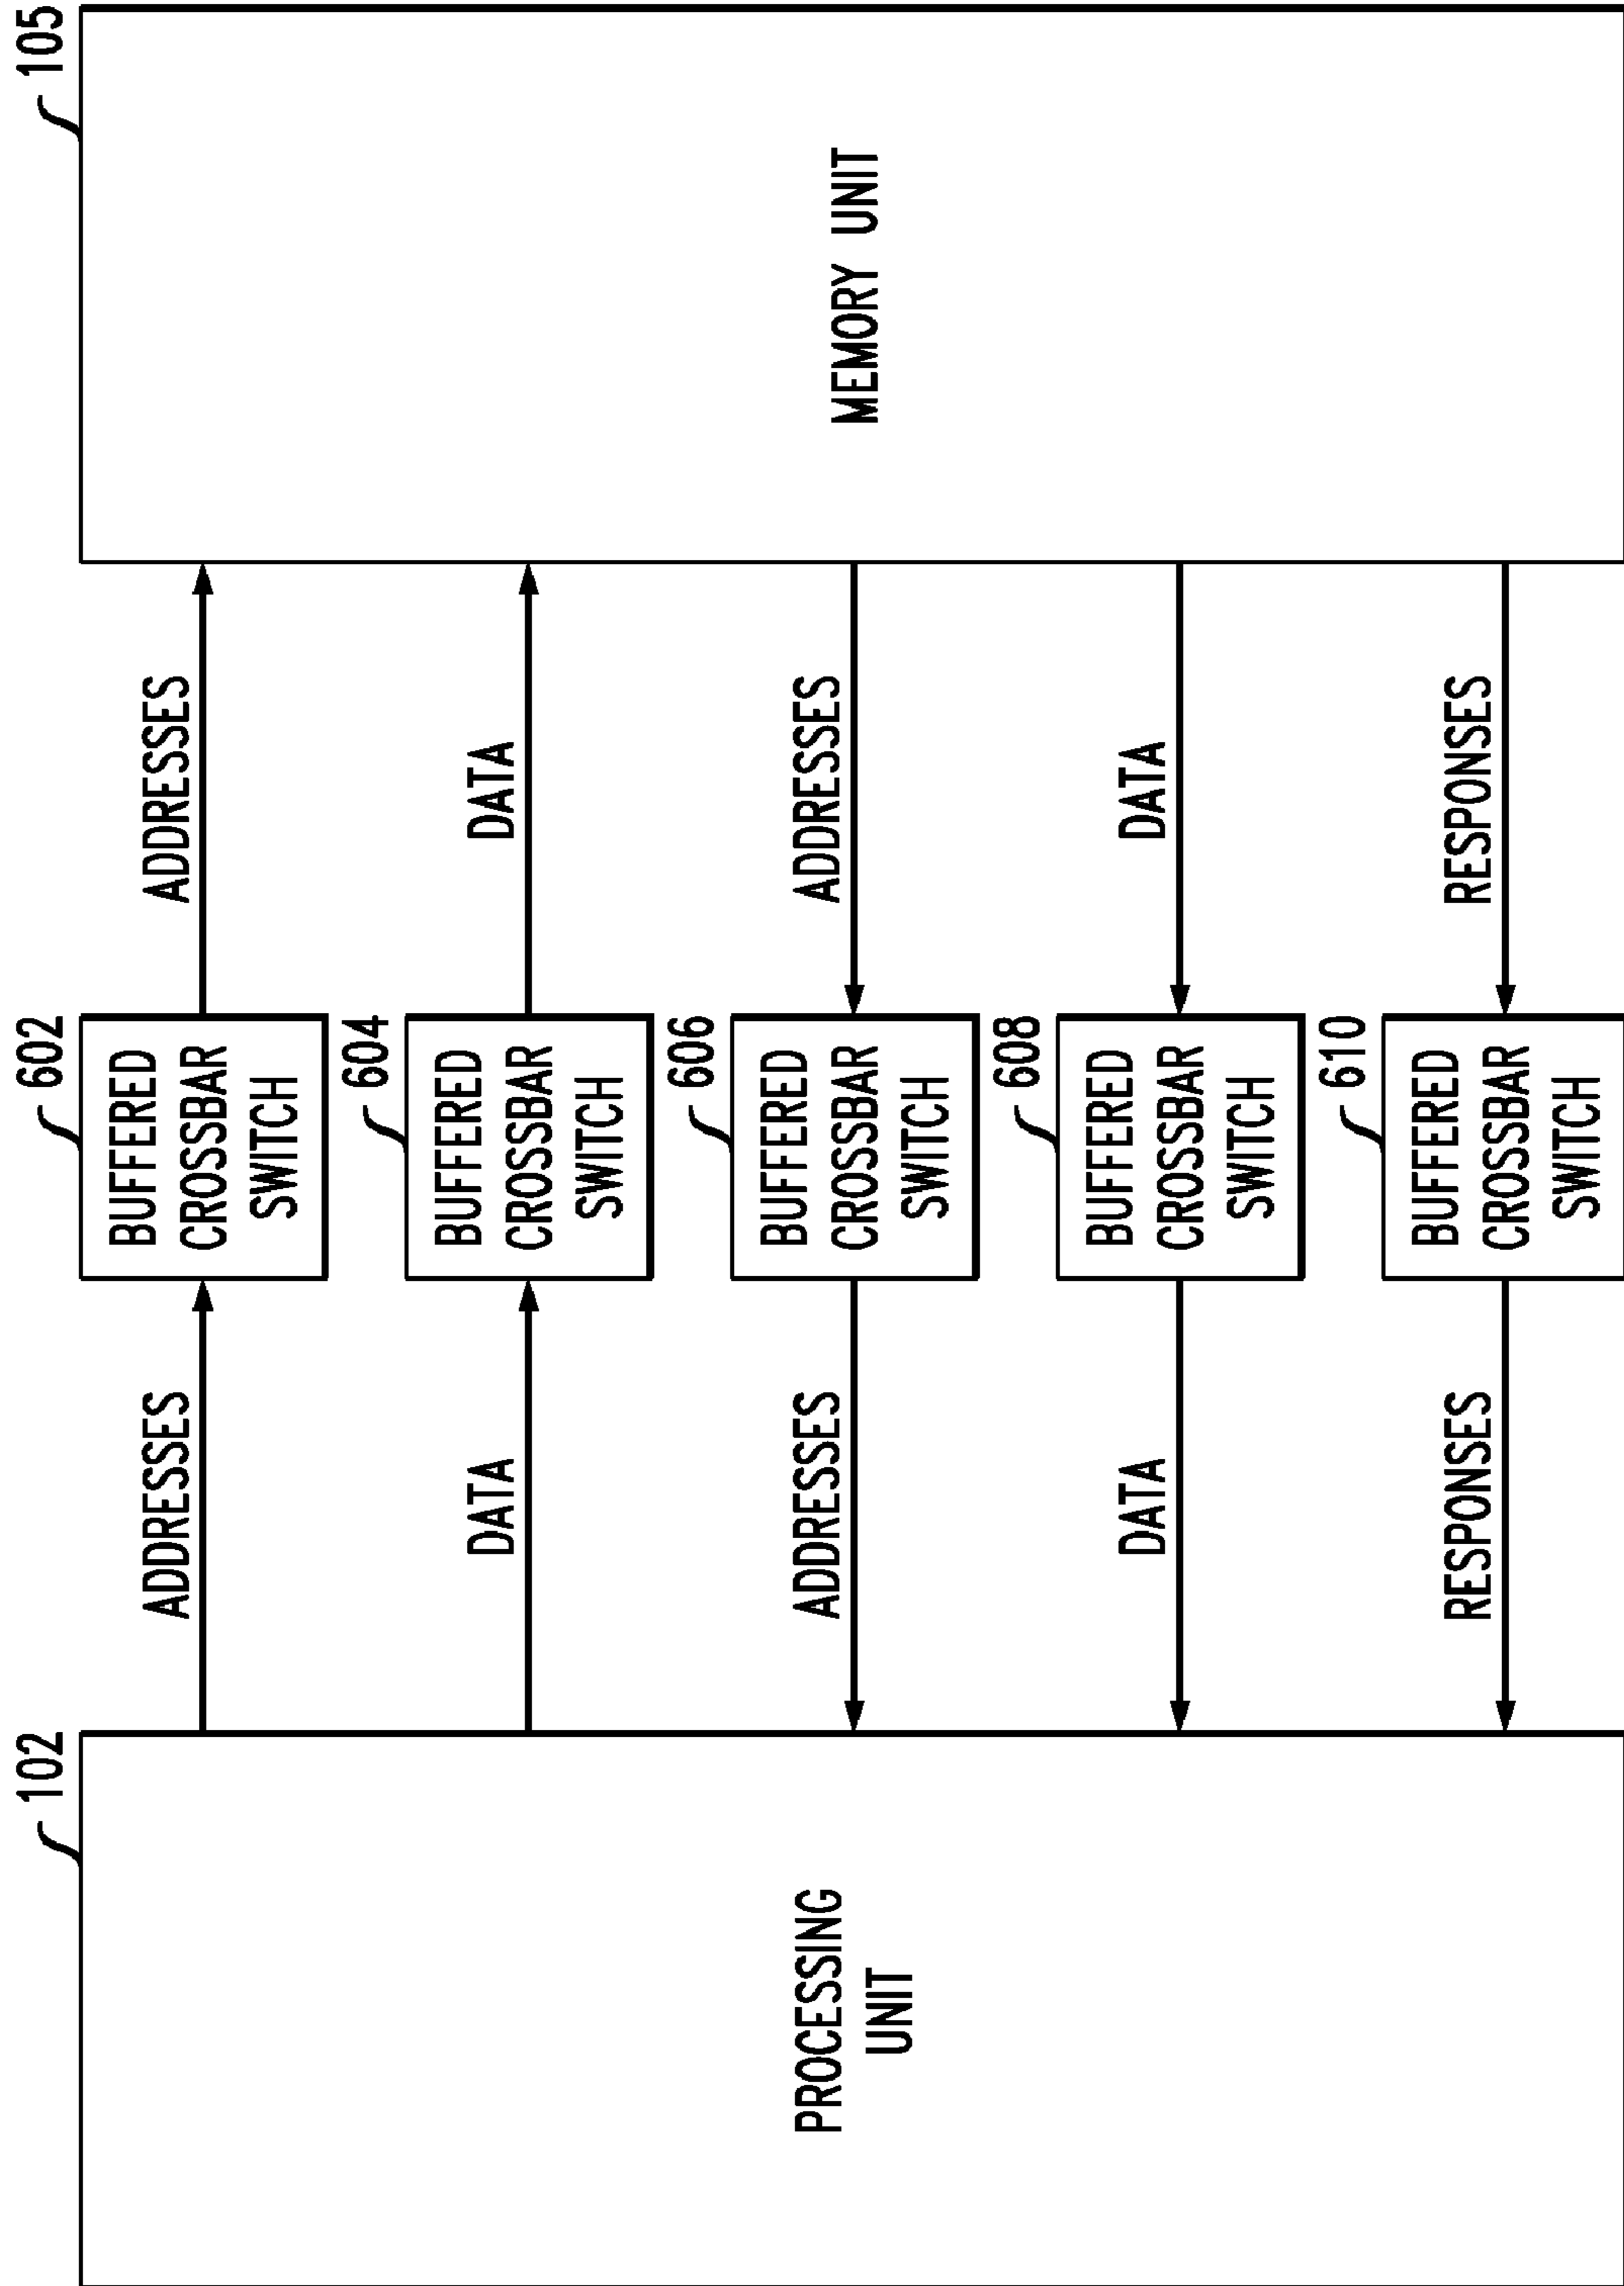 102
602
105
ADDRESSES
BUFFERED
CROSSBAR
SWITCH
ADDRESSES
604
DATA
BUFFERED
CROSSBAR
SWITCH
DATA
606
PROCESSING
UNIT
ADDRESSES
BUFFERED
CROSSBAR
SWITCH
ADDRESSES
MEMORY UNIT
608
DATA
BUFFERED
CROSSBAR
SWITCH
DATA
610
RESPONSES
BUFFERED
CROSSBAR
SWITCH
RESPONSES